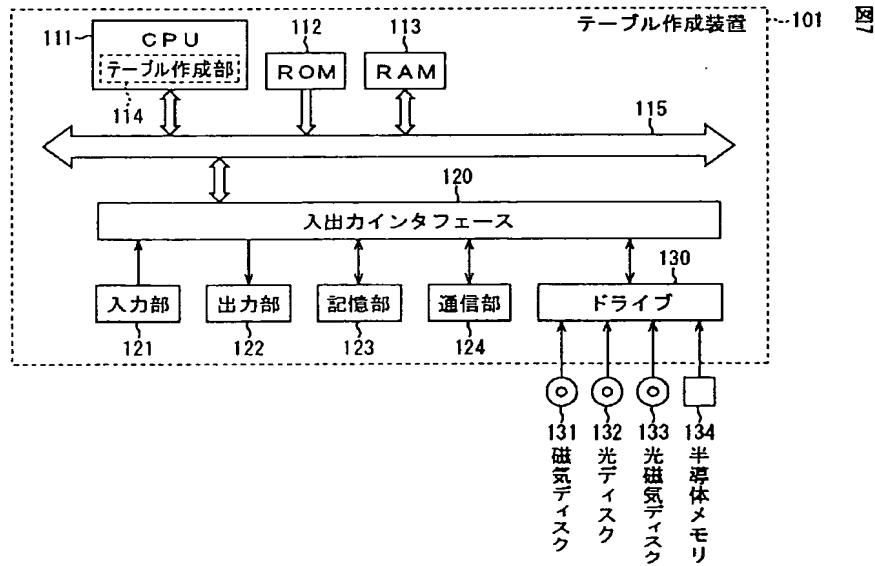 図7
テーブル作成装置
101
111
CPU
テーブル作成部
114
112
ROM
113
RAM
115
120
入出力インタフェース
130
入力部
出力部
記憶部
通信部
ドライブ
121
122
123
124
131
132
133
134
磁気ディスク
光ディスク
光磁気ディスク
半導体メモリ